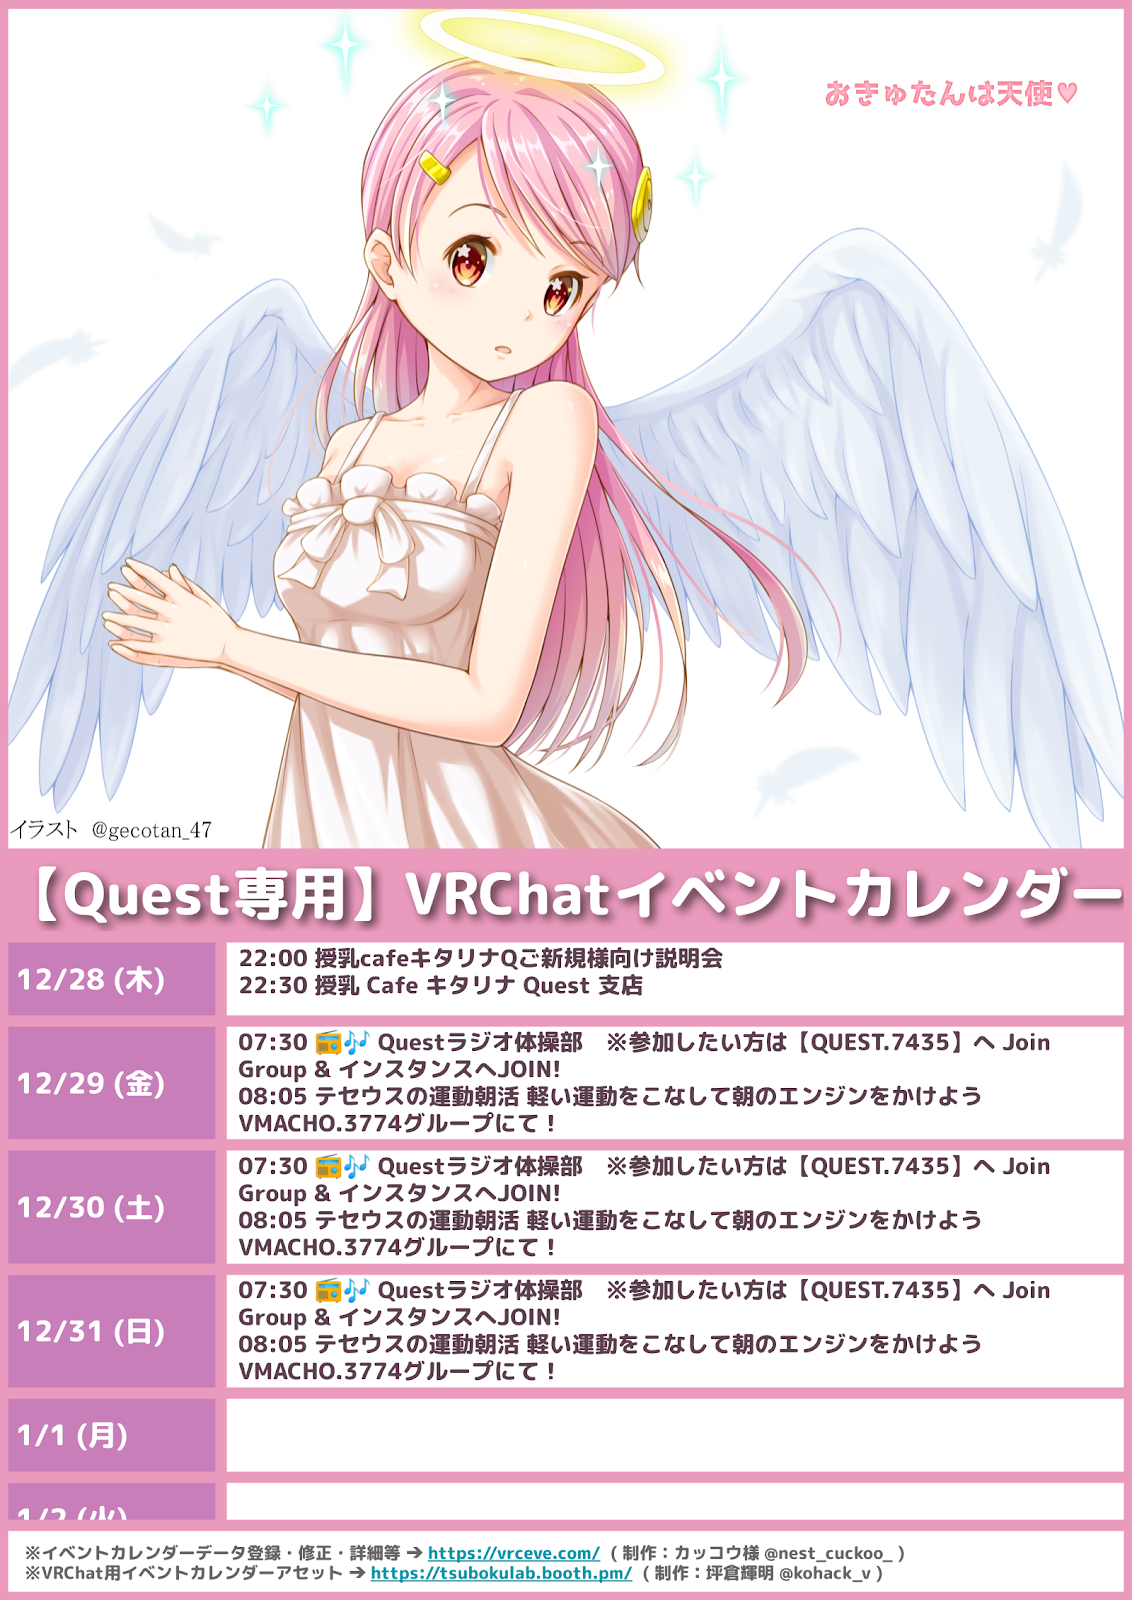 おきゅたんは天使♥
イラスト @gecotan_47
【Quest専用】VRChatイベントカレンダー
12/28 (木)
22:00 授乳cafeキタリナQご新規様向け説明会
22:30 授乳 Cafe キタリナ Quest 支店
12/29 (金)
07:30 📻🎶 Questラジオ体操部　※参加したい方は【QUEST.7435】へ Join
Group & インスタンスへJOIN!
08:05 テセウスの運動朝活 軽い運動をこなして朝のエンジンをかけよう
VMACHO.3774グループにて！
12/30 (土)
07:30 📻🎶 Questラジオ体操部　※参加したい方は【QUEST.7435】へ Join
Group & インスタンスへJOIN!
08:05 テセウスの運動朝活 軽い運動をこなして朝のエンジンをかけよう
VMACHO.3774グループにて！
12/31 (日)
07:30 📻🎶 Questラジオ体操部　※参加したい方は【QUEST.7435】へ Join
Group & インスタンスへJOIN!
08:05 テセウスの運動朝活 軽い運動をこなして朝のエンジンをかけよう
VMACHO.3774グループにて！
1/1 (月)
1/2 (火)
※イベントカレンダーデータ登録・修正・詳細等 ➔ https://vrceve.com/ ( 制作：カッコウ様 @nest_cuckoo_ )
※VRChat用イベントカレンダーアセット ➔ https://tsubokulab.booth.pm/ ( 制作：坪倉輝明 @kohack_v )